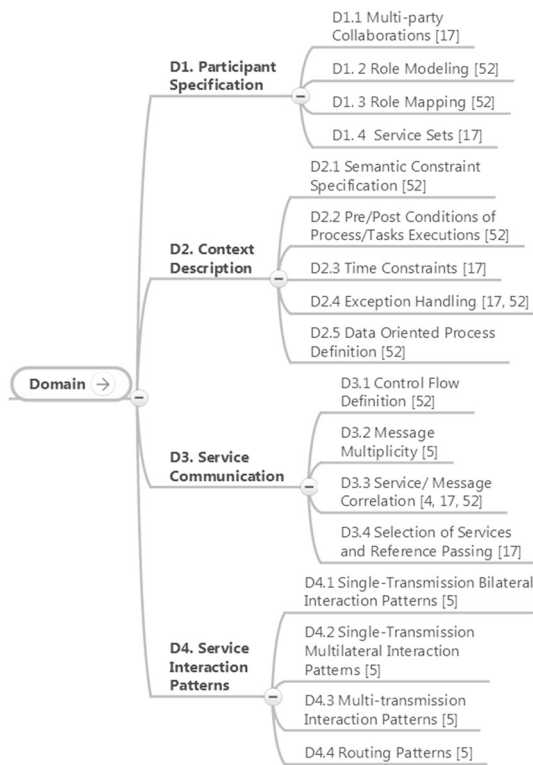 D1.1 Multi-party
Collaborations [17]
D1. Participant
Specification
D1. 2 Role Modeling [52]
D1. 3 Role Mapping [52]
D1. 4 Service Sets [17]
D2.1 Semantic Constraint
Specification [52]
D2.2 Pre/Post Conditions of
Process/Tasks Executions [52]
D2. Context
Description
D2.3 Time Constraints [17]
D2.4 Exception Handling [17, 52]
D2.5 Data Oriented Process
Definition [52]
Domain
D3.1 Control Flow
Definition [52]
D3.2 Message
Multiplicity [5]
D3. Service
Communication
D3.3 Service/ Message
Correlation [4, 17, 52]
D3.4 Selection of Services
and Reference Passing [17]
D4.1 Single-Transmission Bilateral
Interaction Patterns [5]
D4.2 Single-Transmission
Multilateral Interaction
Patterns [5]
D4. Service
Interaction
Patterns
D4.3 Multi-transmission
Interaction Patterns [5]
D4.4 Routing Patterns [5]